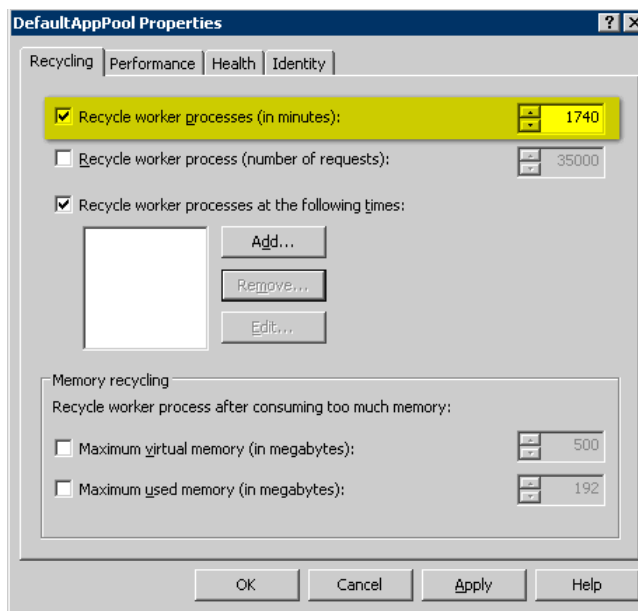 DefaultAppPool Properties
Recycling Performance Health Identity
Recycle worker processes (in minutes): 1740
Recycle worker process (number of requests): 35000
Recycle worker processes at the following times:
Add...
Remove...
Edit...
Memory recycling
Recycle worker process after consuming too much memory:
Maximum virtual memory (in megabytes): 500
Maximum used memory (in megabytes): 192
OK Cancel Apply Help